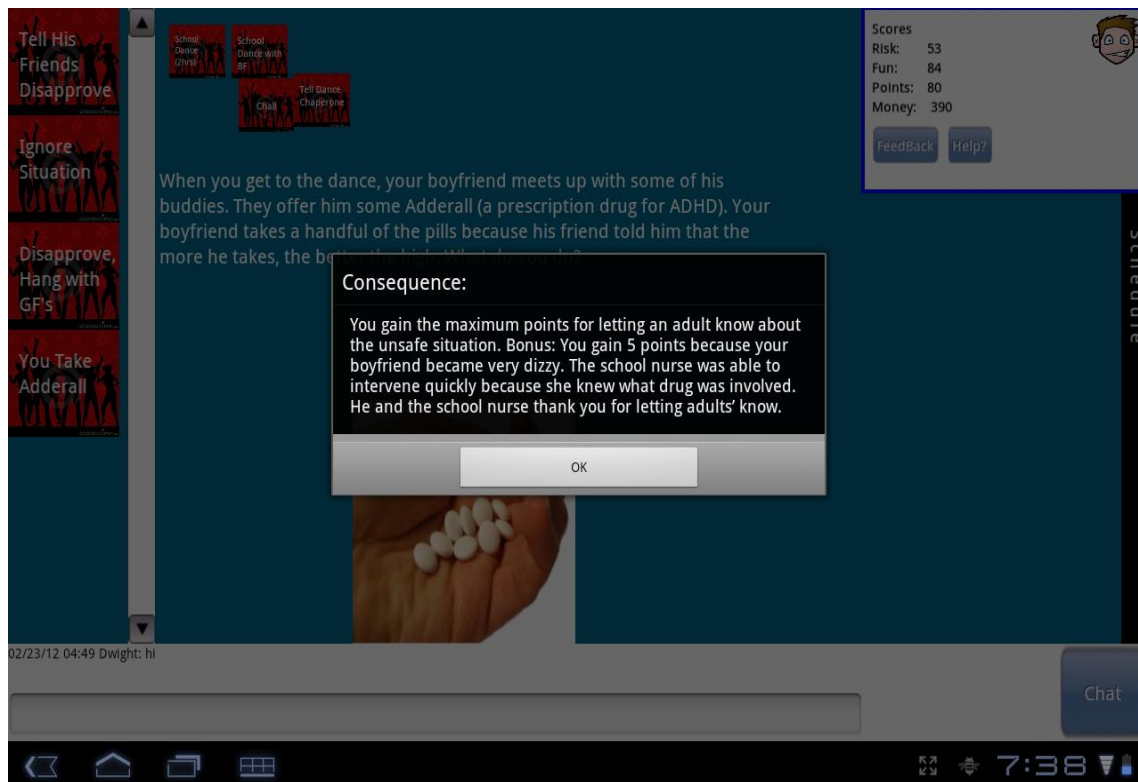 Tell His
Friends
Disapprove
Ignore
Situation
Disapprove,
Hang with
GF's
You Take
Adderall
School
Dance
(2hrs)
School
Dance with
BF
Chall
Tell Dance
Chaperone
Scores
Risk: 53
Fun: 84
Points: 80
Money: 390
FeedBack
Help?
When you get to the dance, your boyfriend meets up with some of his
buddies. They offer him some Adderall (a prescription drug for ADHD). Your
boyfriend takes a handful of the pills because his friend told him that the
more he takes, the better the high. What do you do?
Consequence:
You gain the maximum points for letting an adult know about
the unsafe situation. Bonus: You gain 5 points because your
boyfriend became very dizzy. The school nurse was able to
intervene quickly because she knew what drug was involved.
He and the school nurse thank you for letting adults’ know.
OK
schedule
02/23/12 04:49 Dwight: hi
Chat
7:38